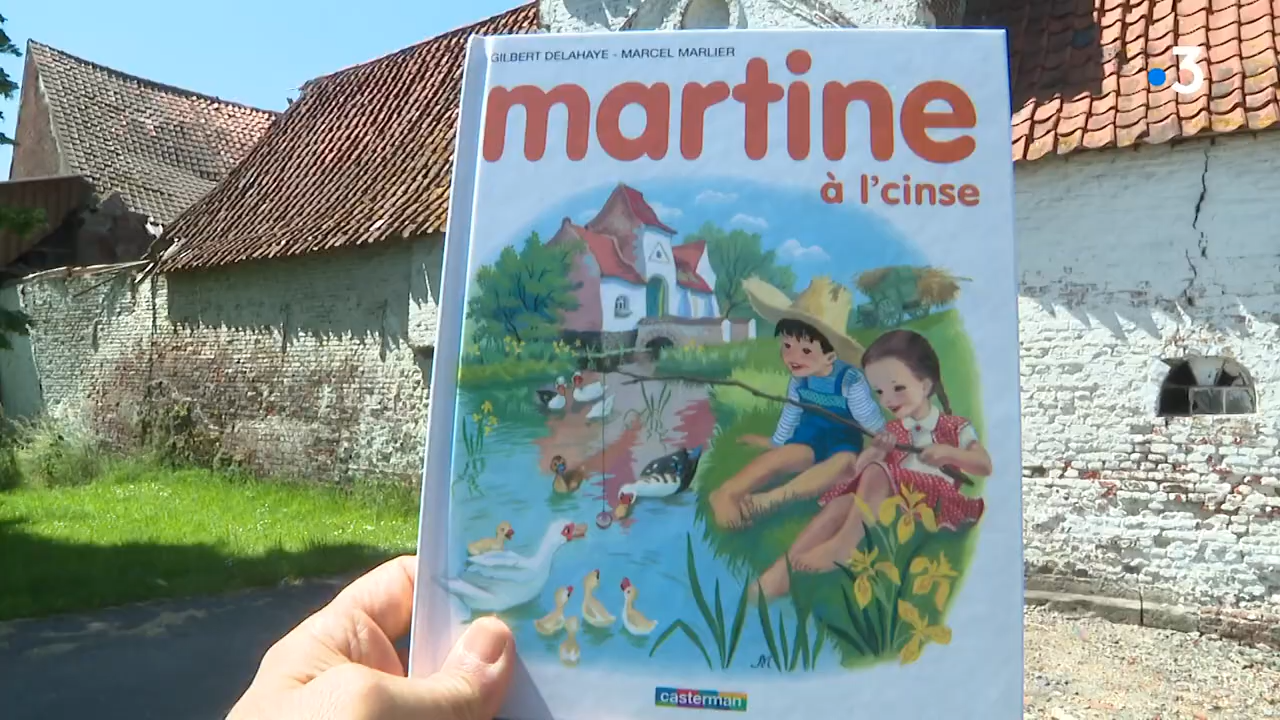 GILBERT DELAHAYE - MARCEL MARLIER
martine
à l'cinse
casterman
3